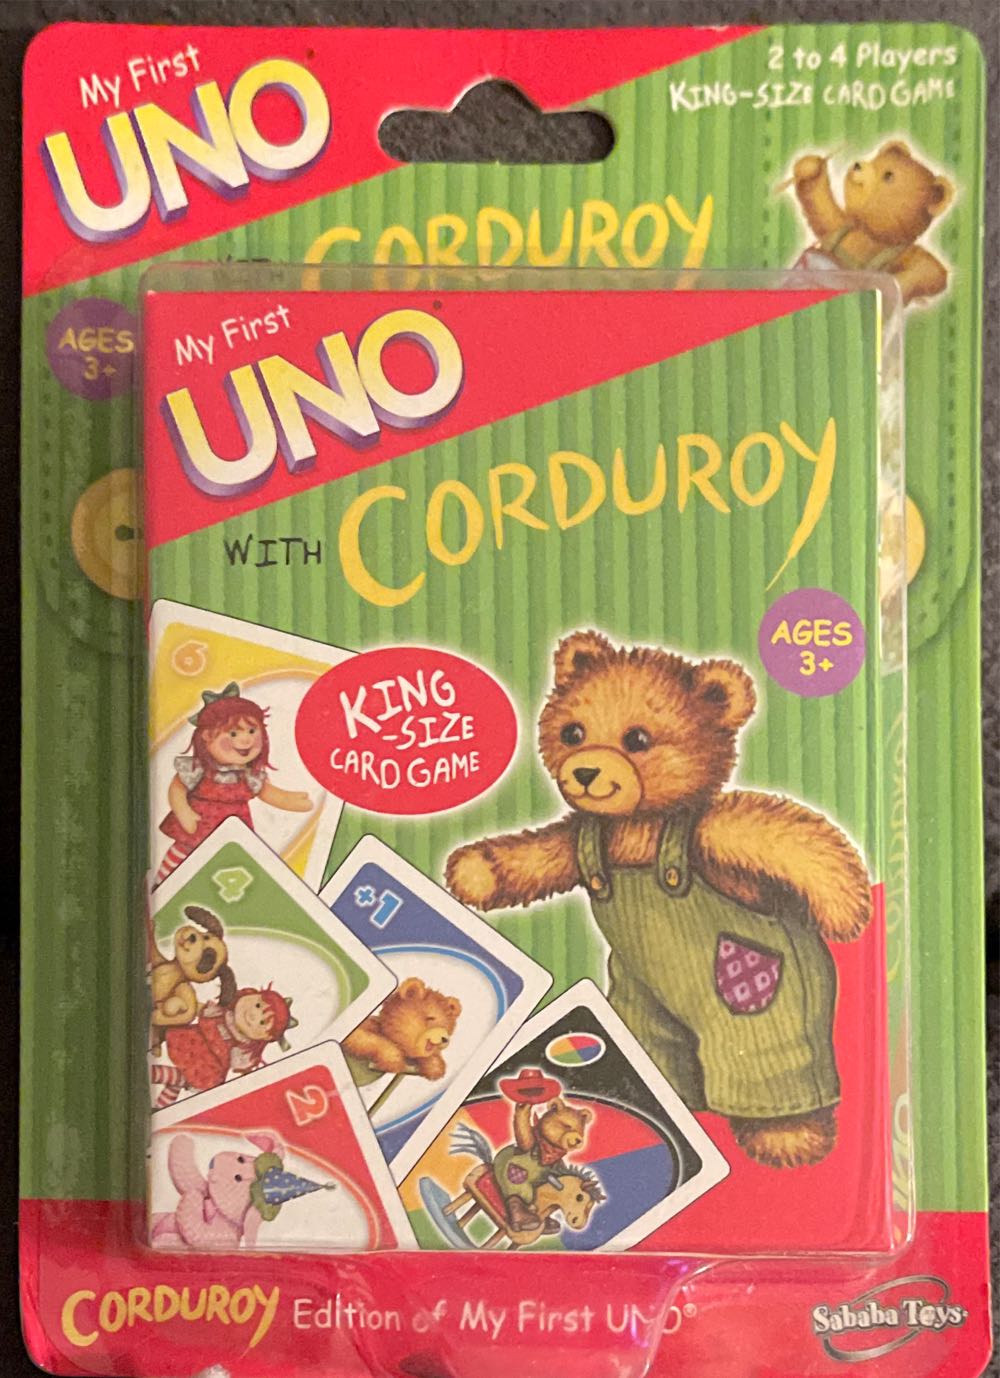 My First
UNO
2 to 4 Players
KING-SIZE CARD GAME
WITH CORDUROY
AGES
3+
My First
UNO
WITH CORDUROY
AGES
3+
KING
-SIZE
CARD GAME
6
4
+1
2
CORDUROY Edition of My First UNO®
Sababa Toys